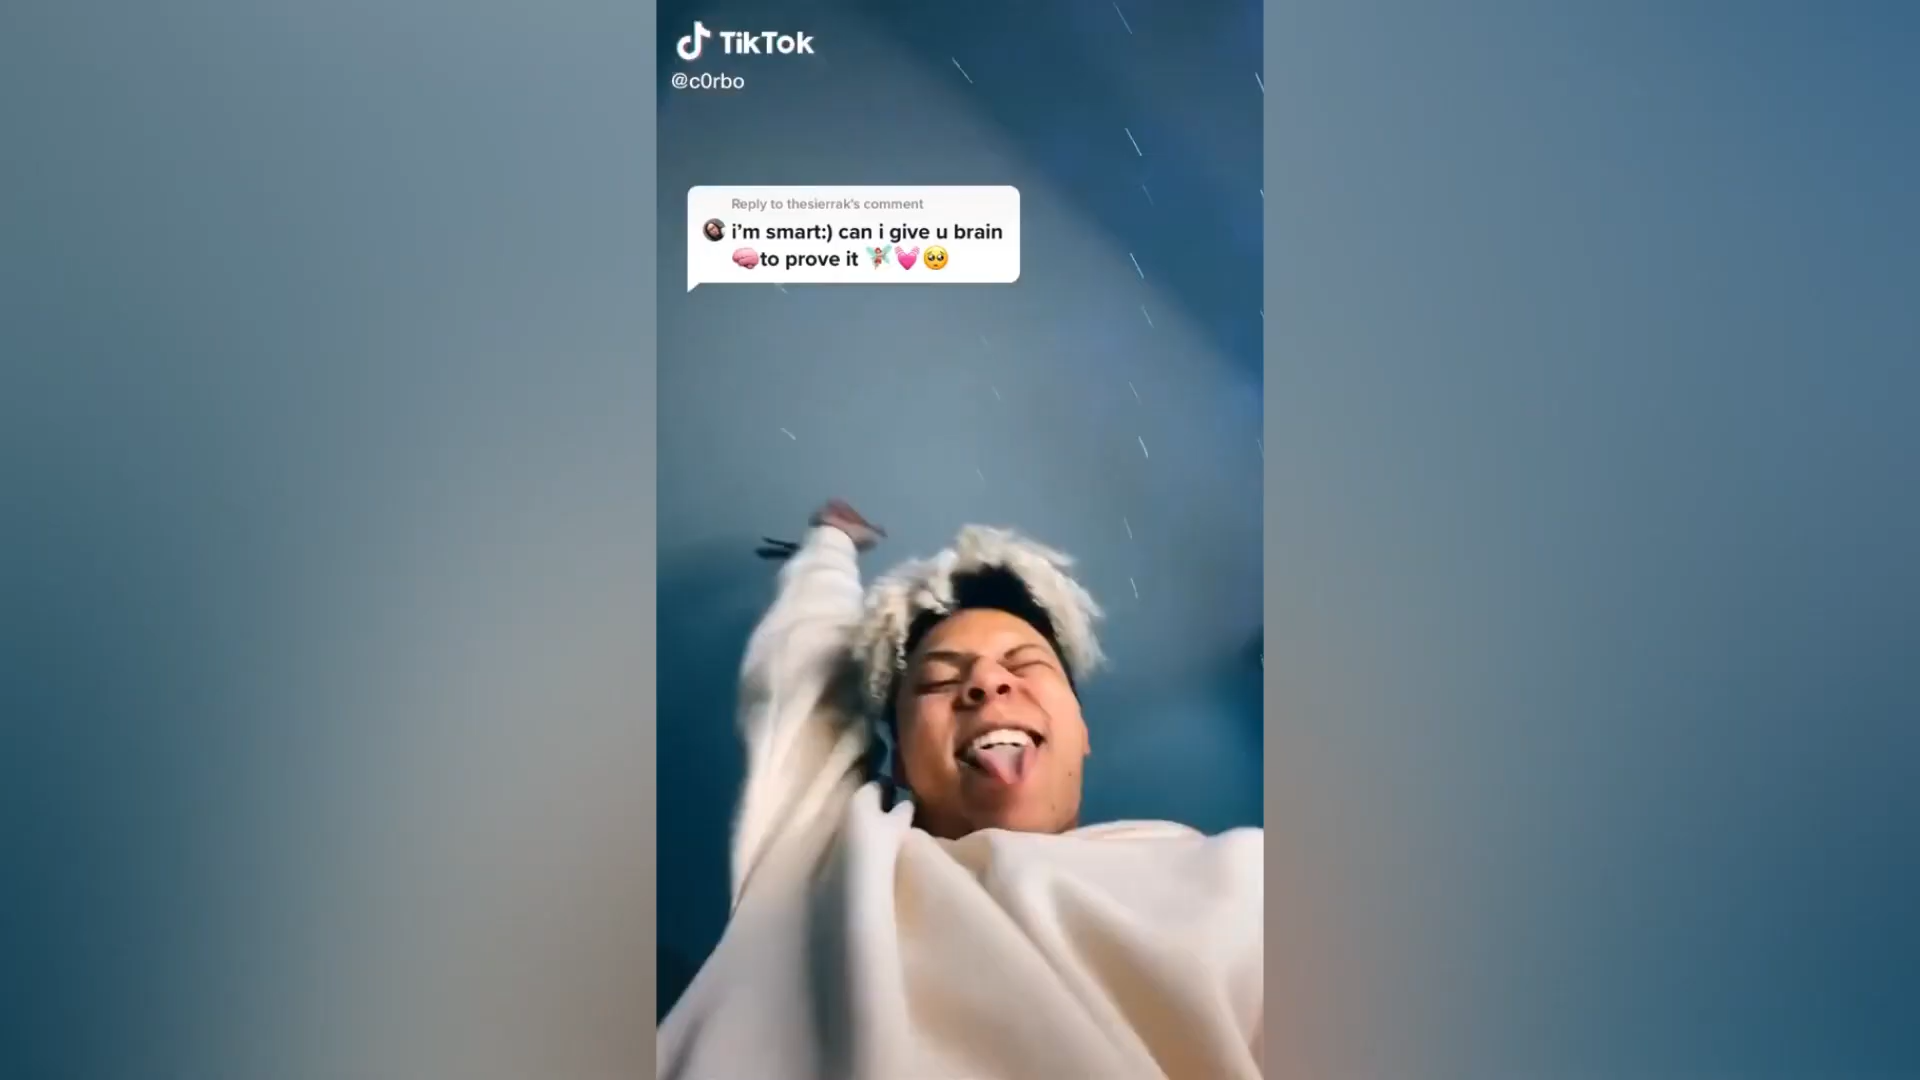 TikTok
@c0rbo
Reply to thesierrak's comment
i'm smart:) can i give u brain
🧠to prove it 🧚💓🥺